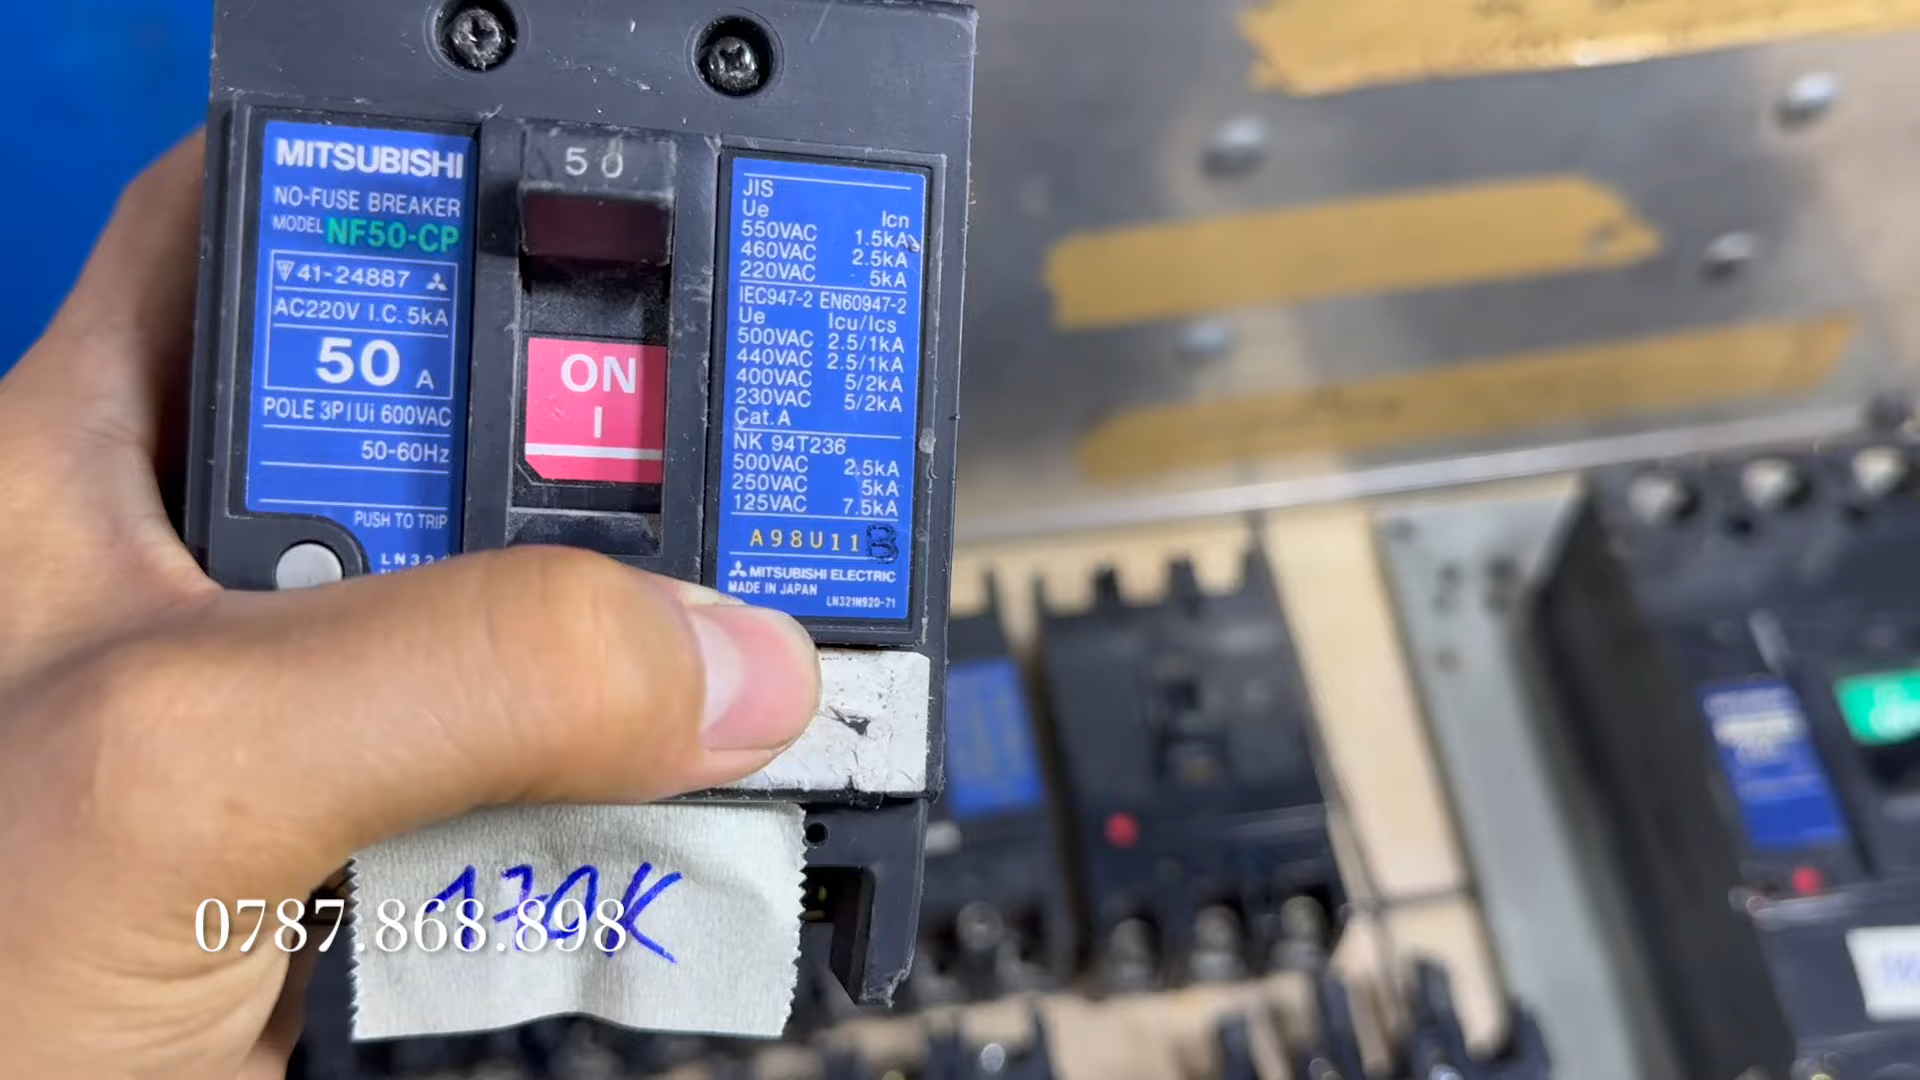 MITSUBISHI
NO-FUSE BREAKER
MODEL NF50-CP
41-24887
AC220V I.C. 5kA
50 A
POLE 3P I Ui 600VAC
50-60Hz
PUSH TO TRIP
50
ON
I
JIS
Ue Icn
550VAC 1.5kA
460VAC 2.5kA
220VAC 5kA
IEC947-2 EN60947-2
Ue Icu/Ics
500VAC 2.5/1kA
440VAC 2.5/1kA
400VAC 5/2kA
230VAC 5/2kA
Cat.A
NK 94T236
500VAC 2.5kA
250VAC 5kA
125VAC 7.5kA
A98U11 B
MITSUBISHI ELECTRIC
MADE IN JAPAN
LN321N920-71
170K
0787.868.898